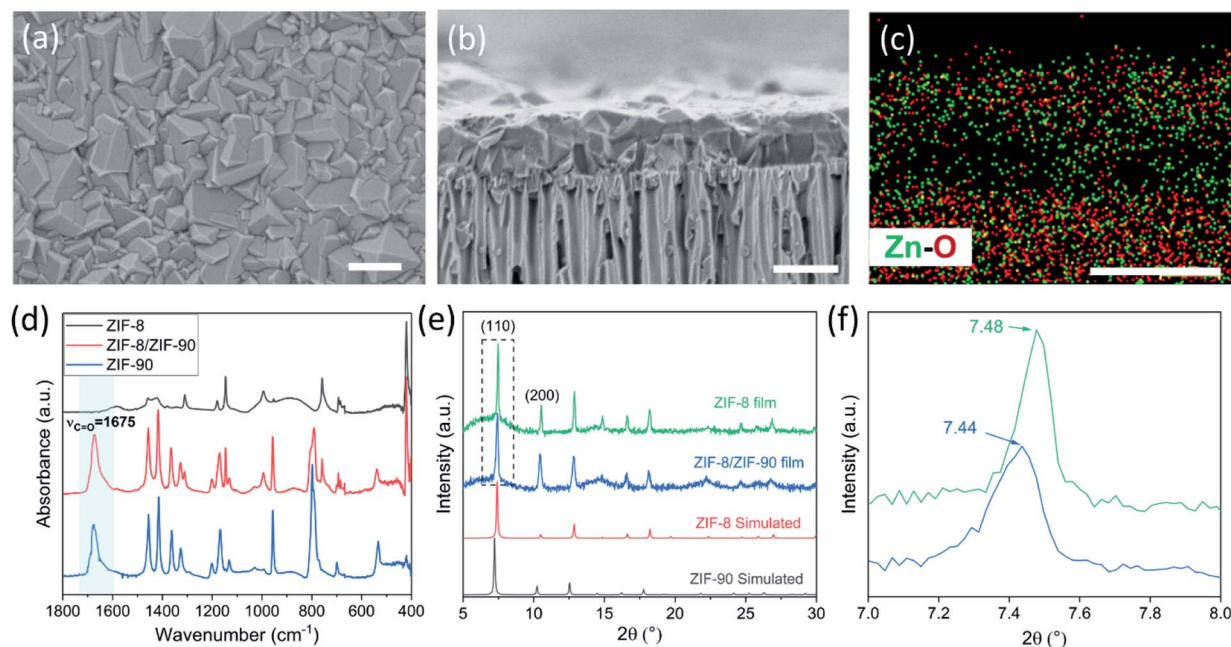 (a)
(b)
(c)
Zn-O
(d)
ZIF-8
ZIF-8/ZIF-90
ZIF-90
νC=O=1675
Absorbance (a.u.)
1800 1600 1400 1200 1000 800 600 400
Wavenumber (cm⁻¹)
(e)
(110)
(200)
ZIF-8 film
ZIF-8/ZIF-90 film
ZIF-8 Simulated
ZIF-90 Simulated
Intensity (a.u.)
5 10 15 20 25 30
2θ (°)
(f)
7.48
7.44
Intensity (a.u.)
7.0 7.2 7.4 7.6 7.8 8.0
2θ (°)